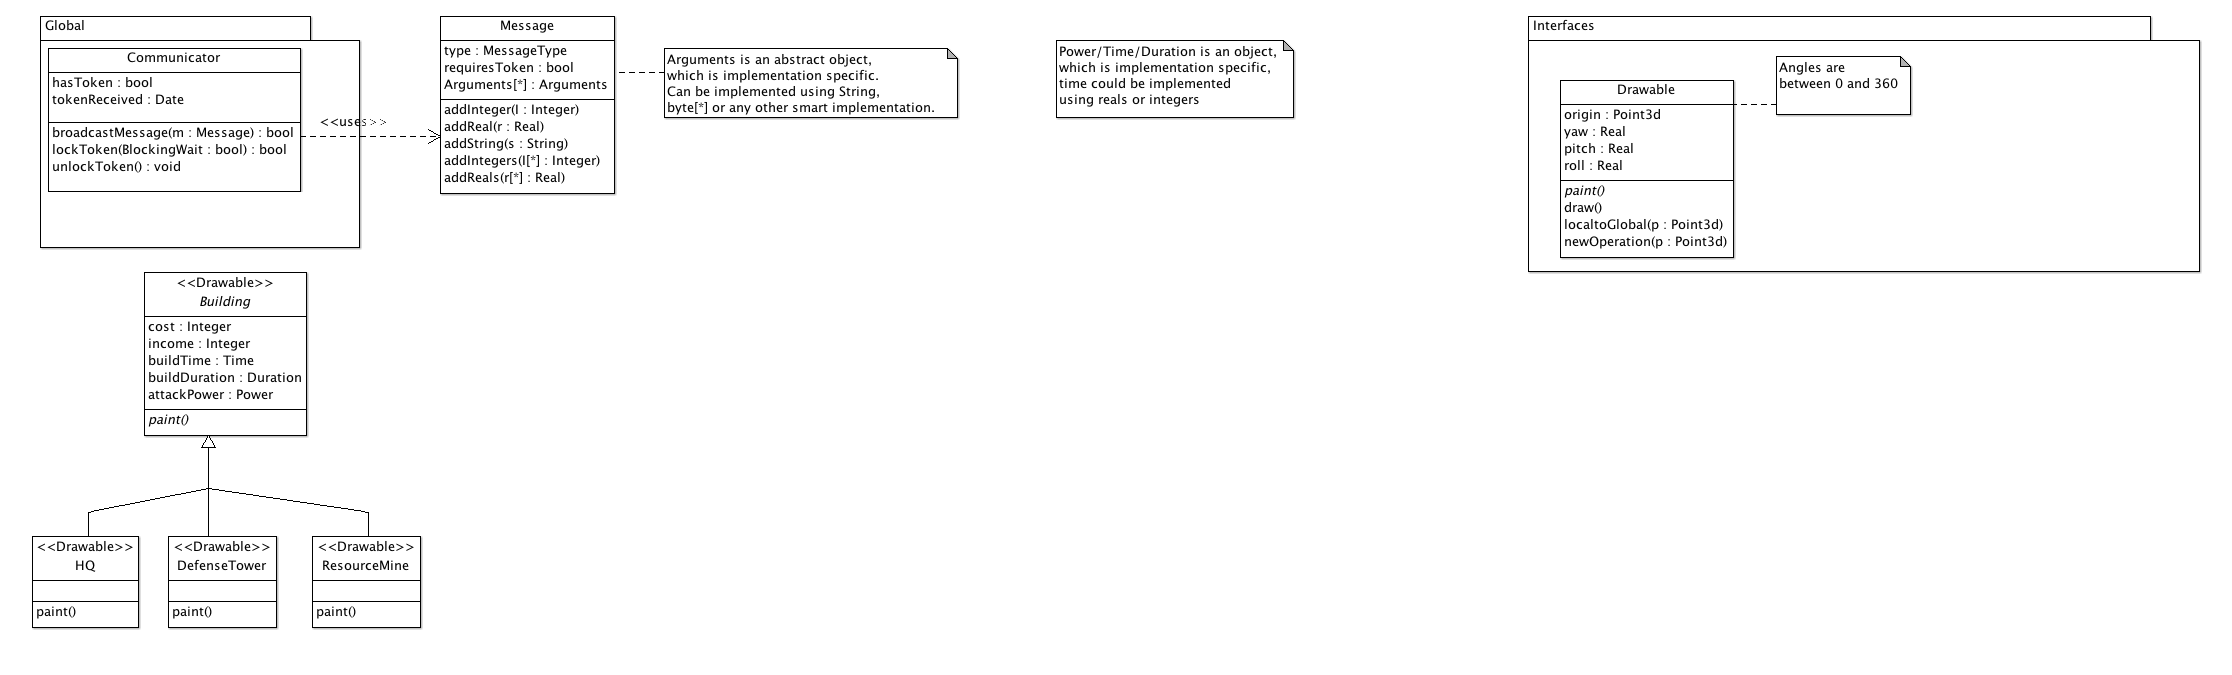 Global
Communicator
hasToken : bool
tokenReceived : Date
broadcastMessage(m : Message) : bool
lockToken(BlockingWait : bool) : bool
unlockToken() : void
<<uses>>
Message
type : MessageType
requiresToken : bool
Arguments[*] : Arguments
addInteger(I : Integer)
addReal(r : Real)
addString(s : String)
addIntegers(I[*] : Integer)
addReals(r[*] : Real)
Arguments is an abstract object,
which is implementation specific.
Can be implemented using String,
byte[*] or any other smart implementation.
Power/Time/Duration is an object,
which is implementation specific,
time could be implemented
using reals or integers
Interfaces
Drawable
origin : Point3d
yaw : Real
pitch : Real
roll : Real
paint()
draw()
localtoGlobal(p : Point3d)
newOperation(p : Point3d)
Angles are
between 0 and 360
<<Drawable>>
Building
cost : Integer
income : Integer
buildTime : Time
buildDuration : Duration
attackPower : Power
paint()
<<Drawable>>
HQ
paint()
<<Drawable>>
DefenseTower
paint()
<<Drawable>>
ResourceMine
paint()